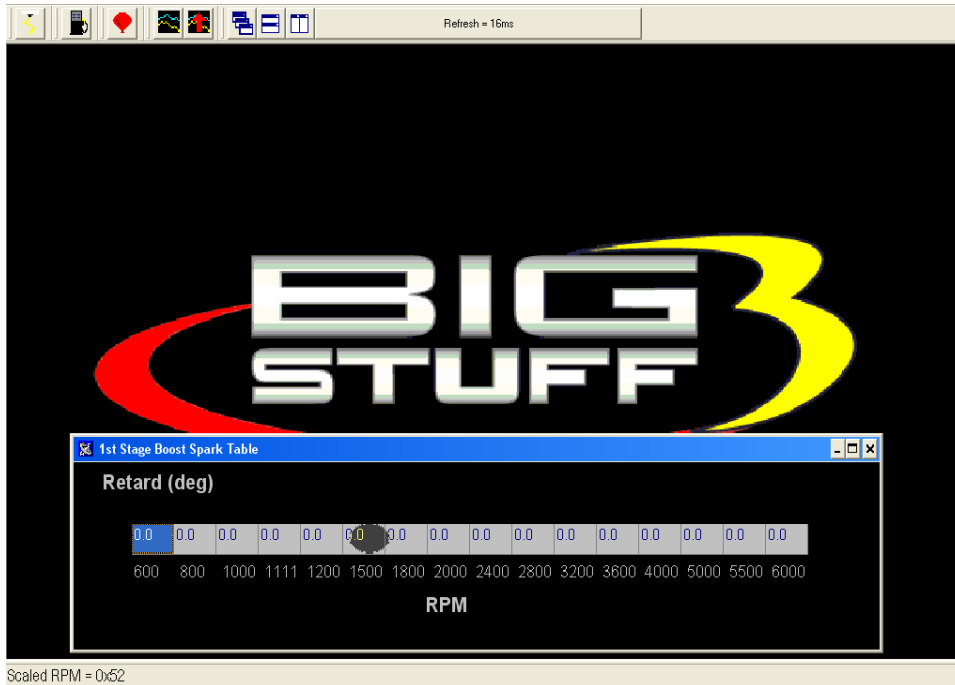 Refresh = 16ms
BIG 3
STUFF
1st Stage Boost Spark Table
Retard (deg)
0.0 0.0 0.0 0.0 0.0 0.0 0.0 0.0 0.0 0.0 0.0 0.0 0.0 0.0 0.0 0.0
600 800 1000 1111 1200 1500 1800 2000 2400 2800 3200 3600 4000 5000 5500 6000
RPM
Scaled RPM = 0x52